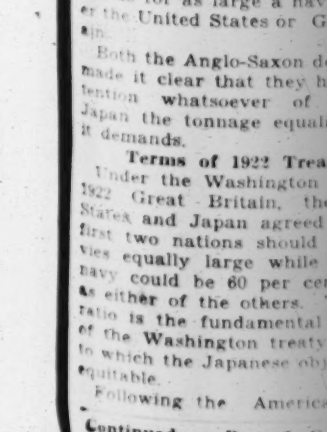 for as large a nav
er the United States or G
ain.
Both the Anglo-Saxon de
made it clear that they h
tention whatsoever of
Japan the tonnage equal
it demands.
Terms of 1922 Trea
Under the Washington
1922 Great Britain, the
States and Japan agreed
first two nations should
vies equally large while
navy could be 60 per cen
as either of the others.
ratio is the fundamental
of the Washington treaty
to which the Japanese obj
equitable.
Following the America
Continued